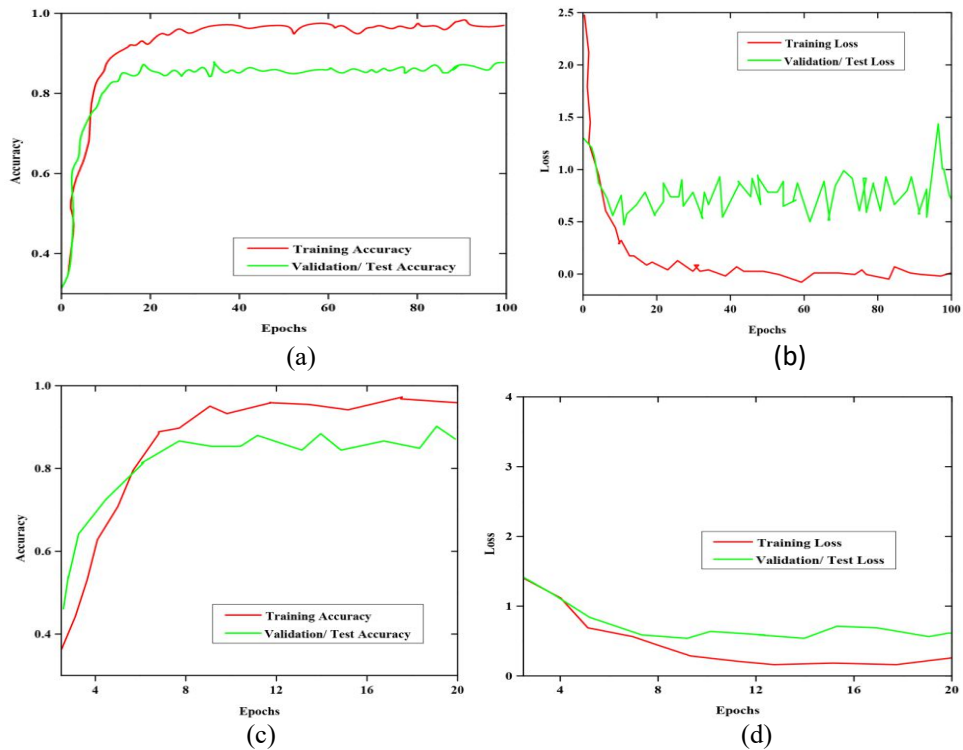 1.0
0.8
0.6
0.4
Accuracy
Training Accuracy
Validation/ Test Accuracy
0 20 40 60 80 100
Epochs
(a)
2.5
2.0
1.5
1.0
0.5
0.0
Loss
Training Loss
Validation/ Test Loss
0 20 40 60 80 100
Epochs
(b)
1.0
0.8
0.6
0.4
Accuracy
Training Accuracy
Validation/ Test Accuracy
4 8 12 16 20
Epochs
(c)
4
3
2
1
0
Loss
Training Loss
Validation/ Test Loss
4 8 12 16 20
Epochs
(d)